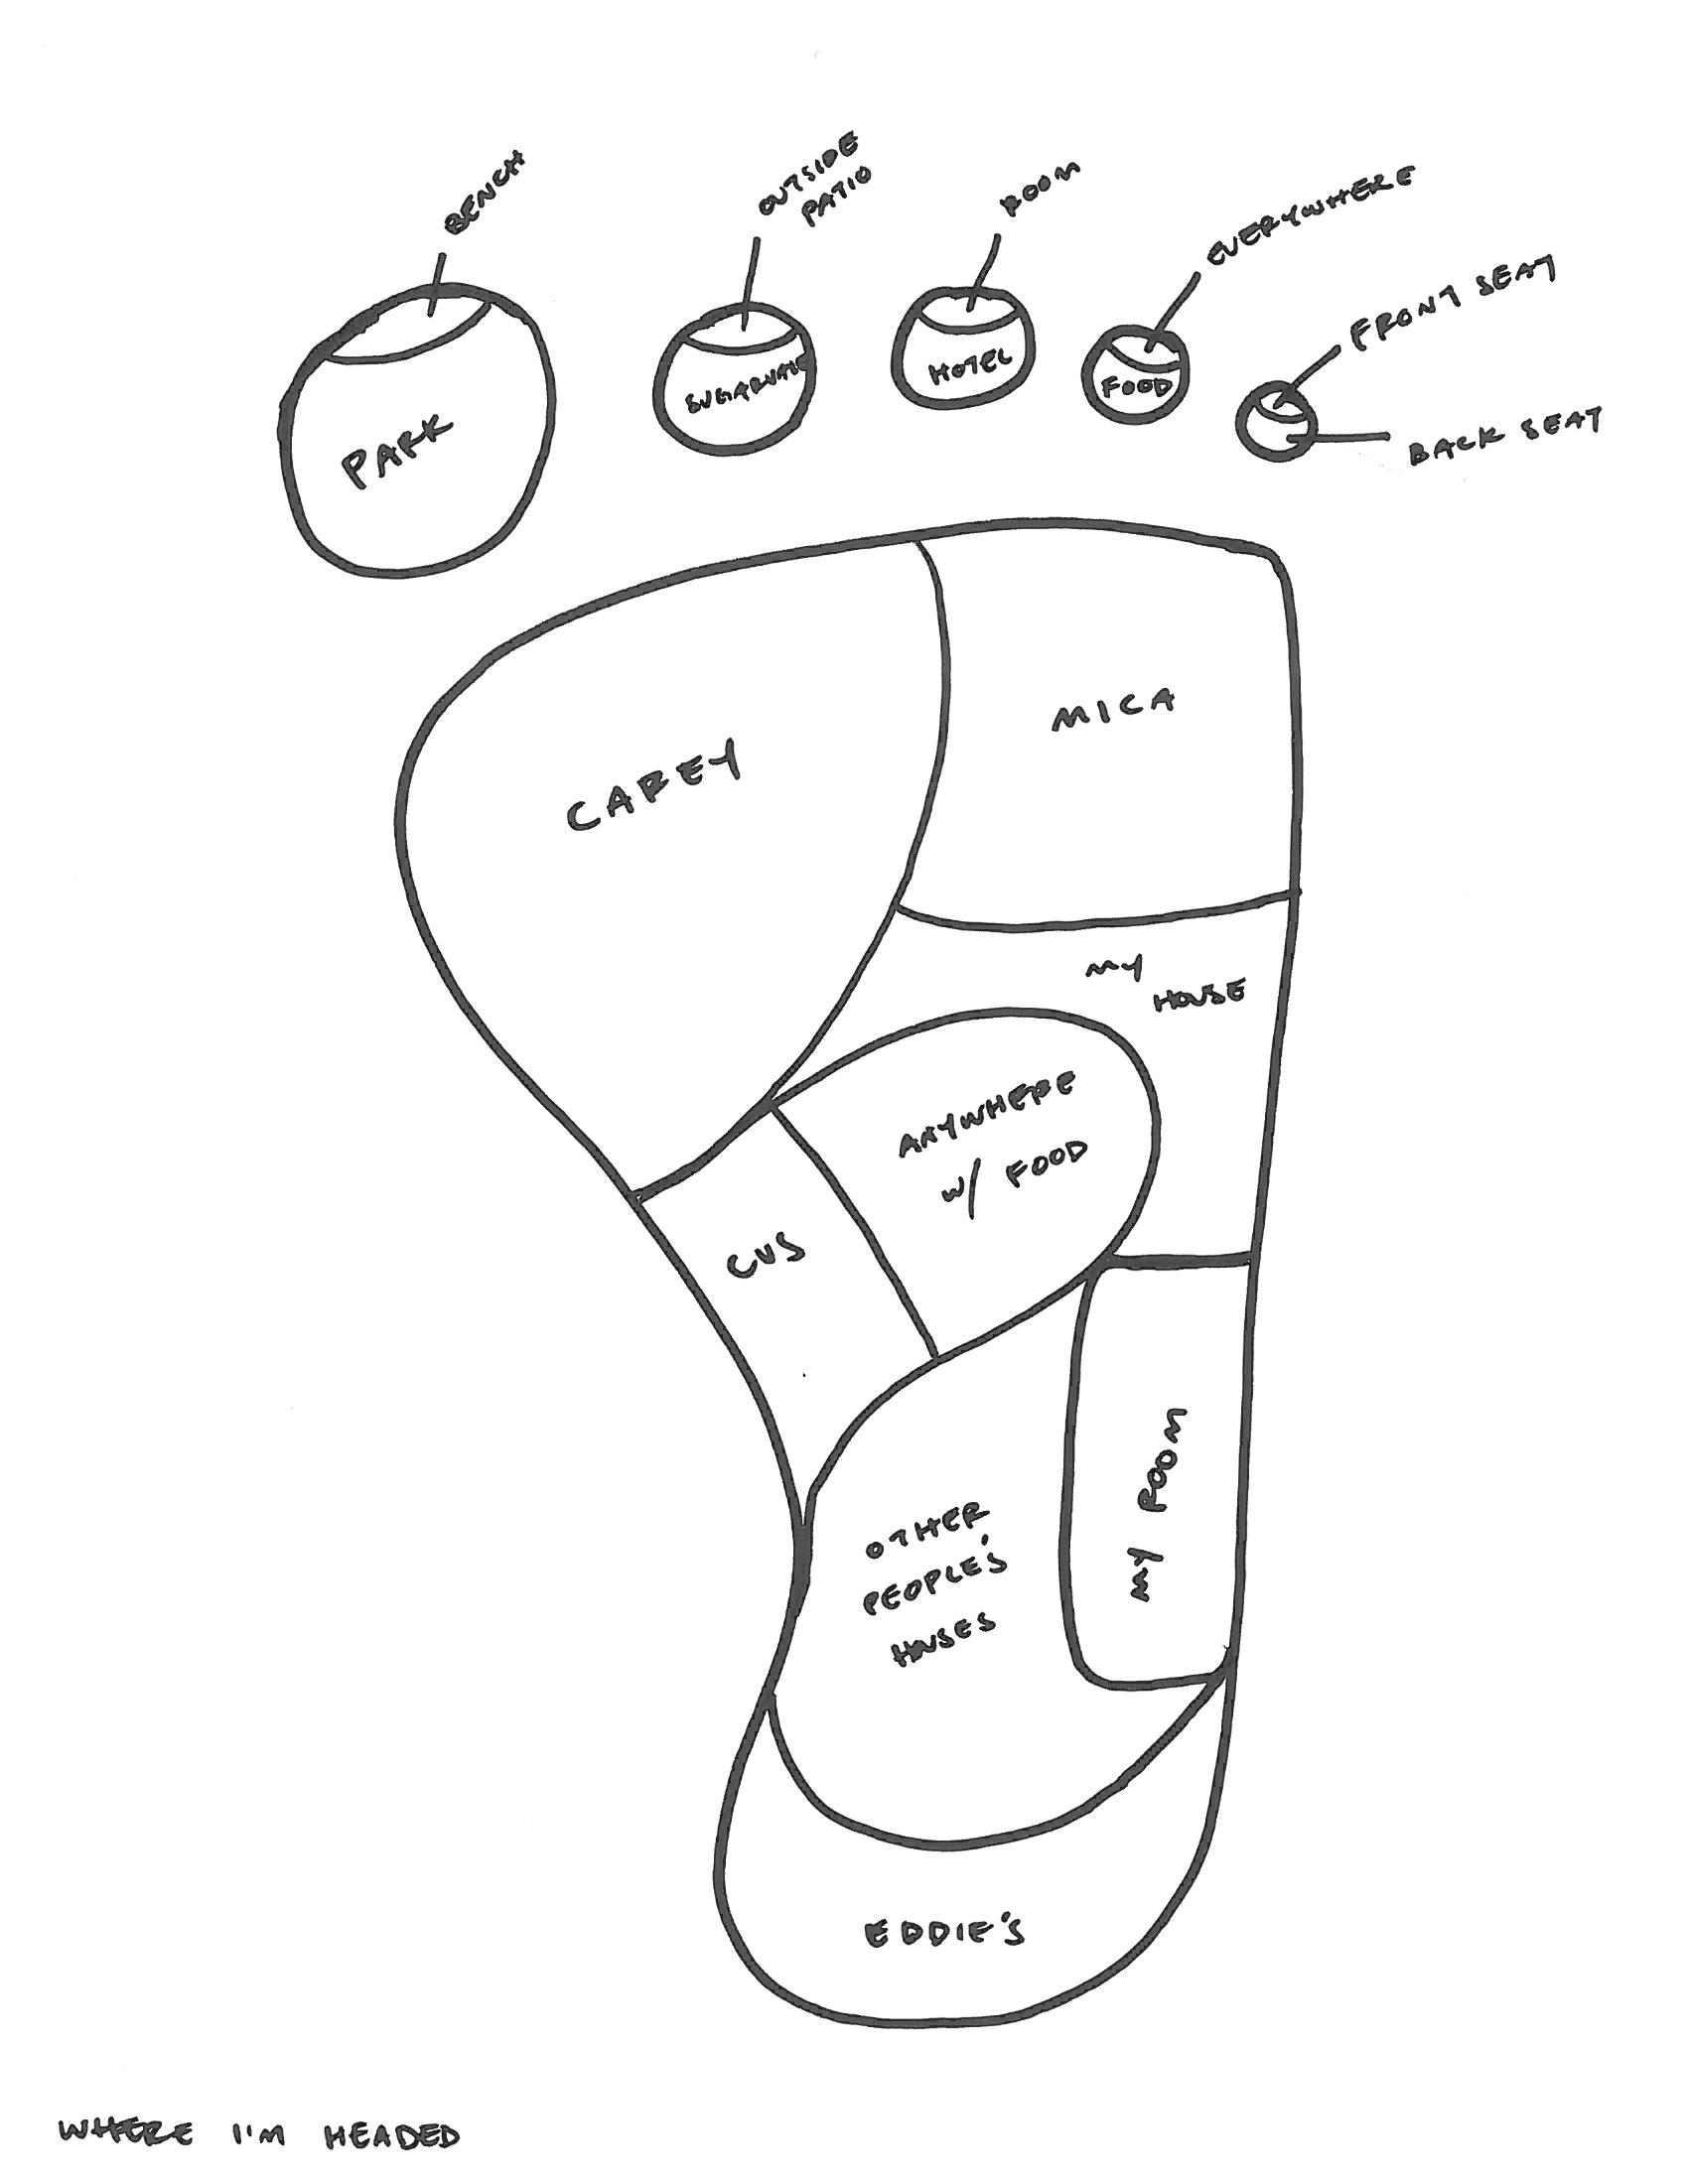 BENCH
OUTSIDE
PATIO
ROOM
EVERYWHERE
FRONT SEAT
BACK SEAT
PARK
HOTEL
FOOD
CAREY
MICA
MY
HOUSE
ANYWHERE
W/ FOOD
CVS
MY ROOM
OTHER
PEOPLE'S
HOUSES
EDDIE'S
WHERE I'M HEADED